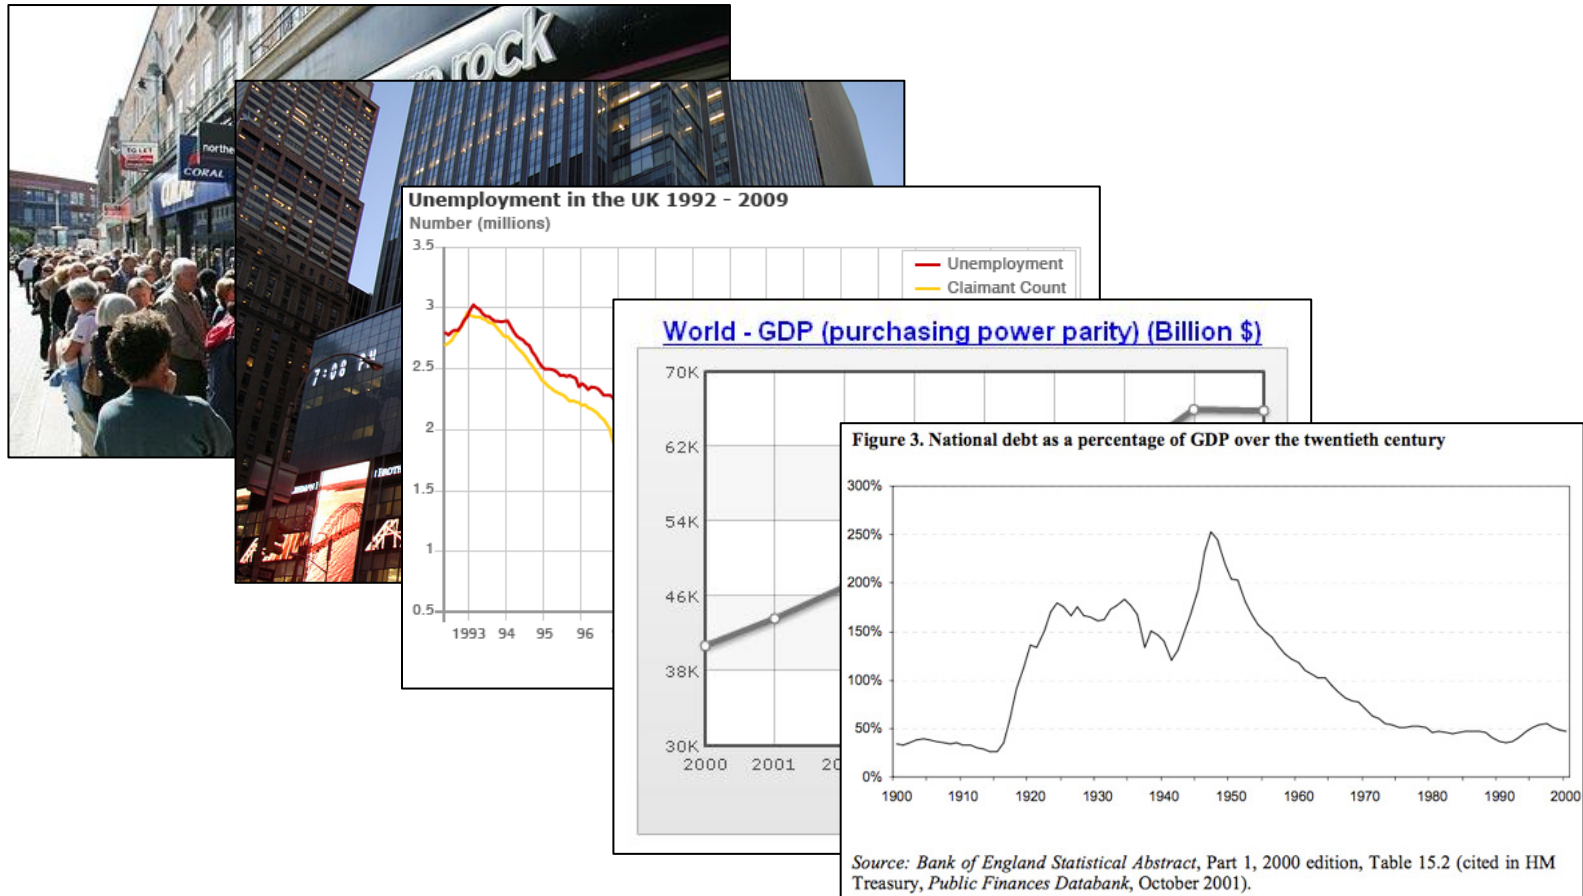 rock
TO LET
northe
CORAL
7:08 PM
Unemployment in the UK 1992 - 2009
Number (millions)
3.5
3
2.5
2
1.5
1
0.5
1993 94 95 96
Unemployment
Claimant Count
World - GDP (purchasing power parity) (Billion $)
70K
62K
54K
46K
38K
30K
2000 2001 20
Figure 3. National debt as a percentage of GDP over the twentieth century
300%
250%
200%
150%
100%
50%
0%
1900 1910 1920 1930 1940 1950 1960 1970 1980 1990 2000
Source: Bank of England Statistical Abstract, Part 1, 2000 edition, Table 15.2 (cited in HM
Treasury, Public Finances Databank, October 2001).